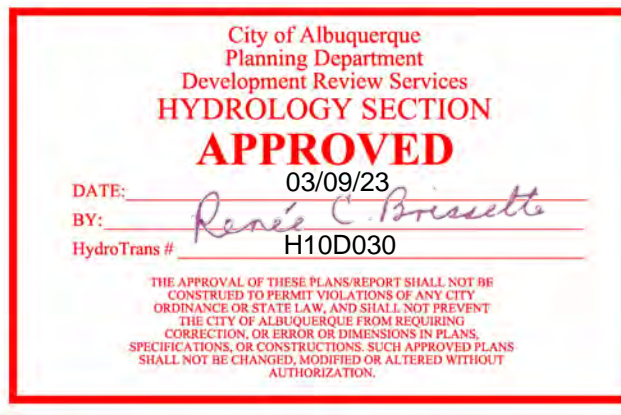 City of Albuquerque
Planning Department
Development Review Services
HYDROLOGY SECTION
APPROVED
DATE: 03/09/23
BY: Renée C. Brissette
HydroTrans # H10D030
THE APPROVAL OF THESE PLANS/REPORT SHALL NOT BE
CONSTRUED TO PERMIT VIOLATIONS OF ANY CITY
ORDINANCE OR STATE LAW, AND SHALL NOT PREVENT
THE CITY OF ALBUQUERQUE FROM REQUIRING
CORRECTION, OR ERROR OR DIMENSIONS IN PLANS,
SPECIFICATIONS, OR CONSTRUCTIONS. SUCH APPROVED PLANS
SHALL NOT BE CHANGED, MODIFIED OR ALTERED WITHOUT
AUTHORIZATION.